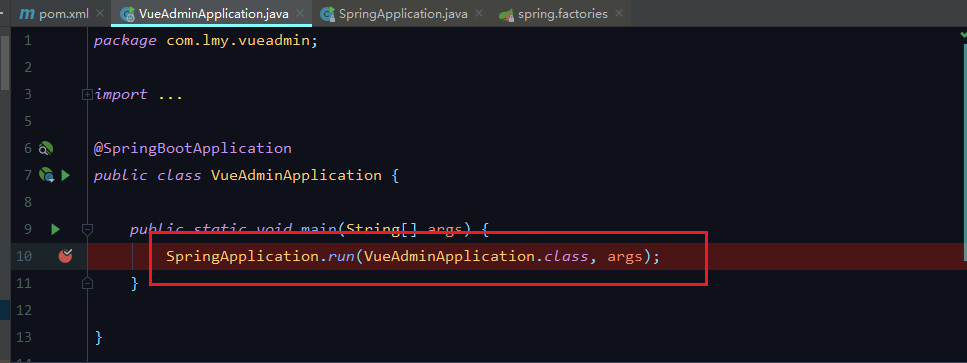 m pom.xml VueAdminApplication.java SpringApplication.java spring.factories
1 package com.lmy.vueadmin;
2
3 import ...
5
6 @SpringBootApplication
7 public class VueAdminApplication {
8
9 public static void main(String[] args) {
10 SpringApplication.run(VueAdminApplication.class, args);
11 }
12
13 }